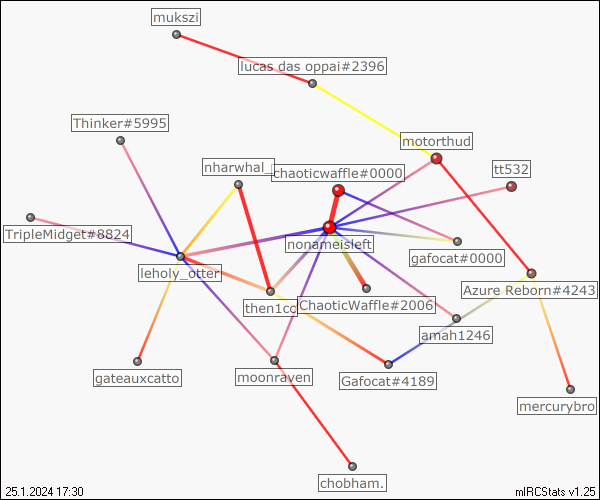 mukszi
lucas das oppai#2396
Thinker#5995
motorthud
nharwhal_
chaoticwaffle#0000
tt532
TripleMidget#8824
nonameisleft
gafocat#0000
leholy_otter
Azure Reborn#4243
then1cc
ChaoticWaffle#2006
amah1246
gateauxcatto
moonraven
Gafocat#4189
mercurybro
chobham.
25.1.2024 17:30
mIRCStats v1.25